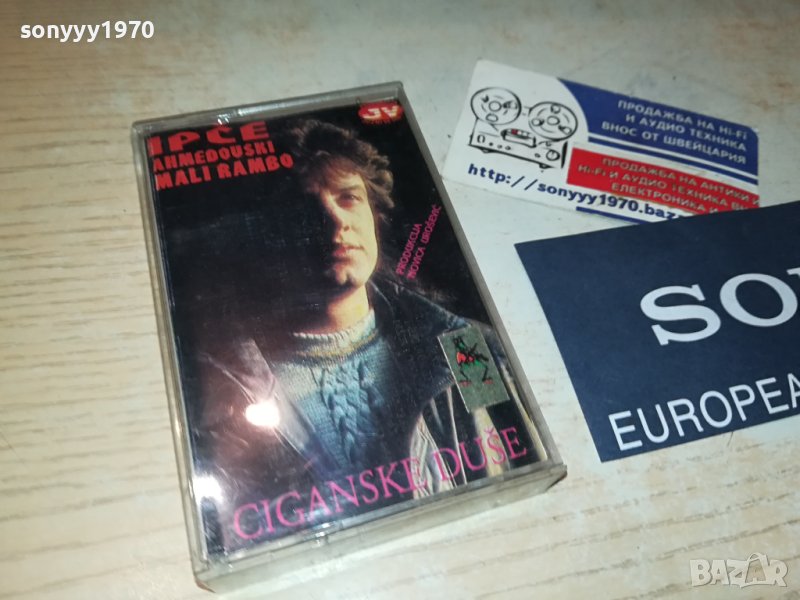 sonyyy1970
JV
IPČE
AHMEDOVSKI
MALI RAMBO
PRODUKCIJA
NOVICA UROŠEVIĆ
CIGANSKE DUŠE
ПРОДАЖБА НА Hi-Fi
И АУДИО ТЕХНИКА
ВНОС ОТ ШВЕЙЦАРИЯ
ПРОДАЖБА НА АНТИКИ И
Hi-Fi И АУДИО ТЕХНИКА
ЕЛЕКТРОНИКА И
http://sonyyy1970.baz
SO
EUROPEA
BAZAR